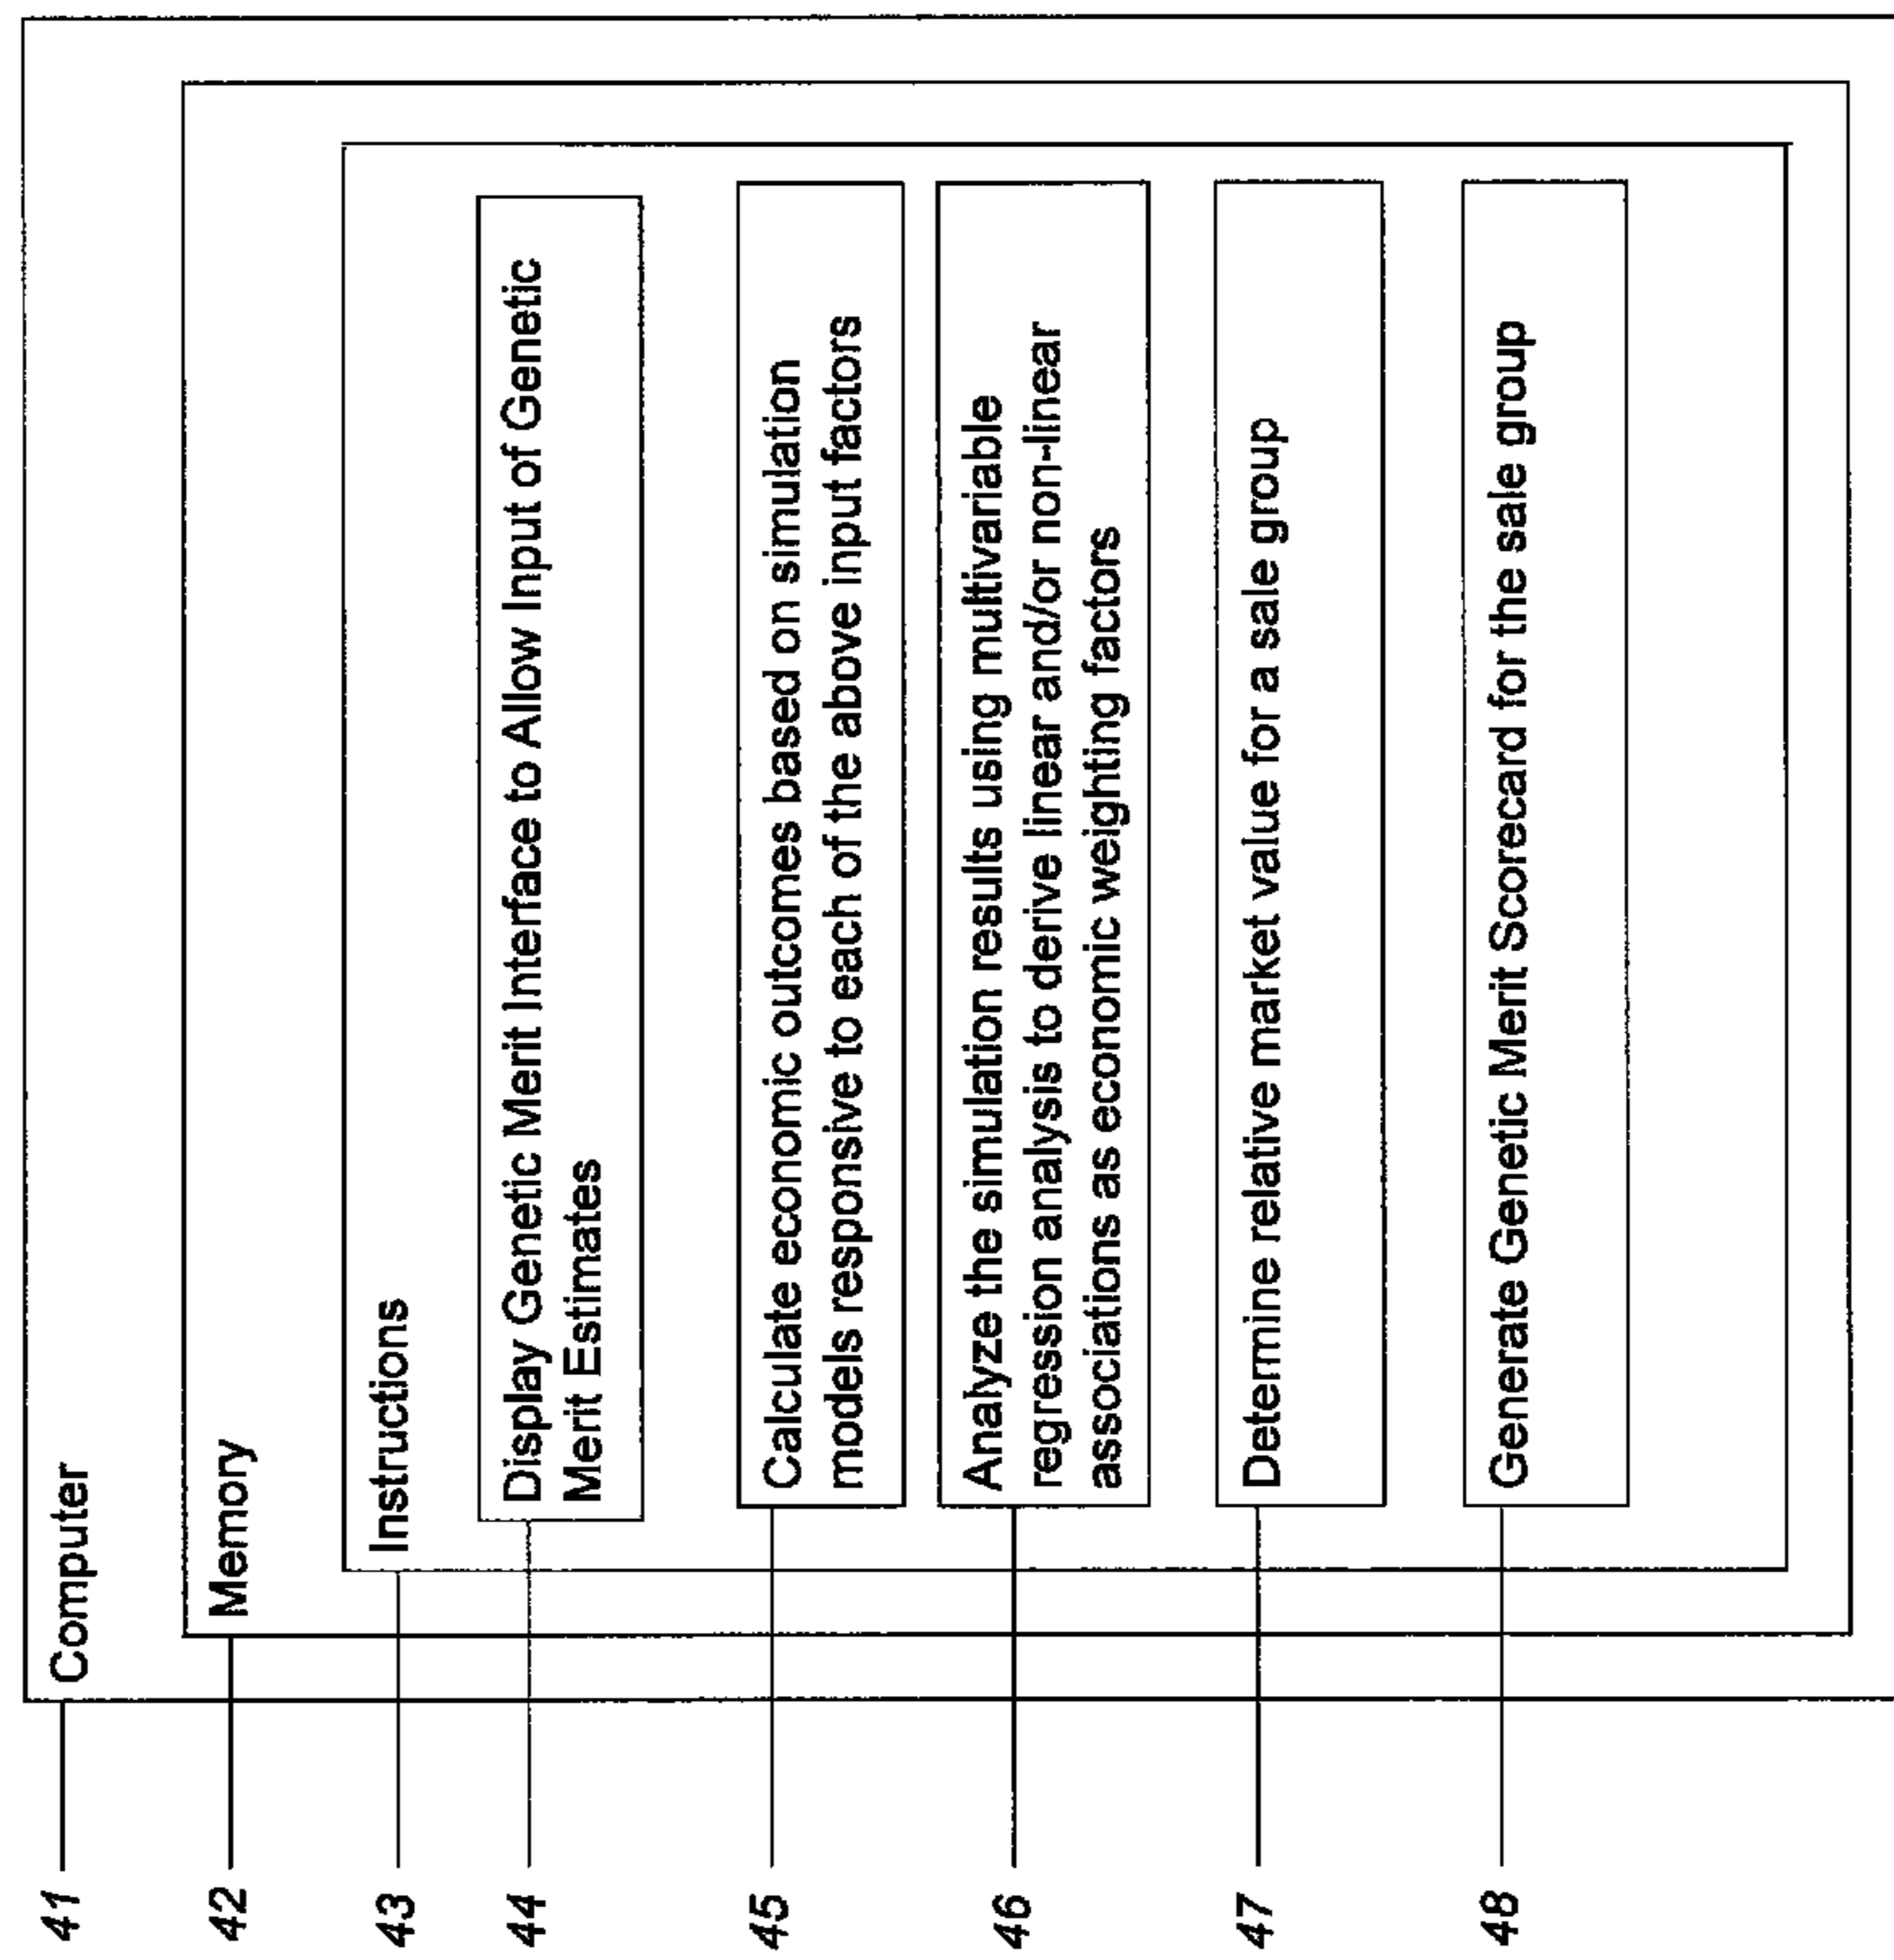 41
Computer
42
Memory
43
Instructions
44
Display Genetic Merit Interface to Allow Input of Genetic
Merit Estimates
45
Calculate economic outcomes based on simulation
models responsive to each of the above input factors
46
Analyze the simulation results using multivariable
regression analysis to derive linear and/or non-linear
associations as economic weighting factors
47
Determine relative market value for a sale group
48
Generate Genetic Merit Scorecard for the sale group